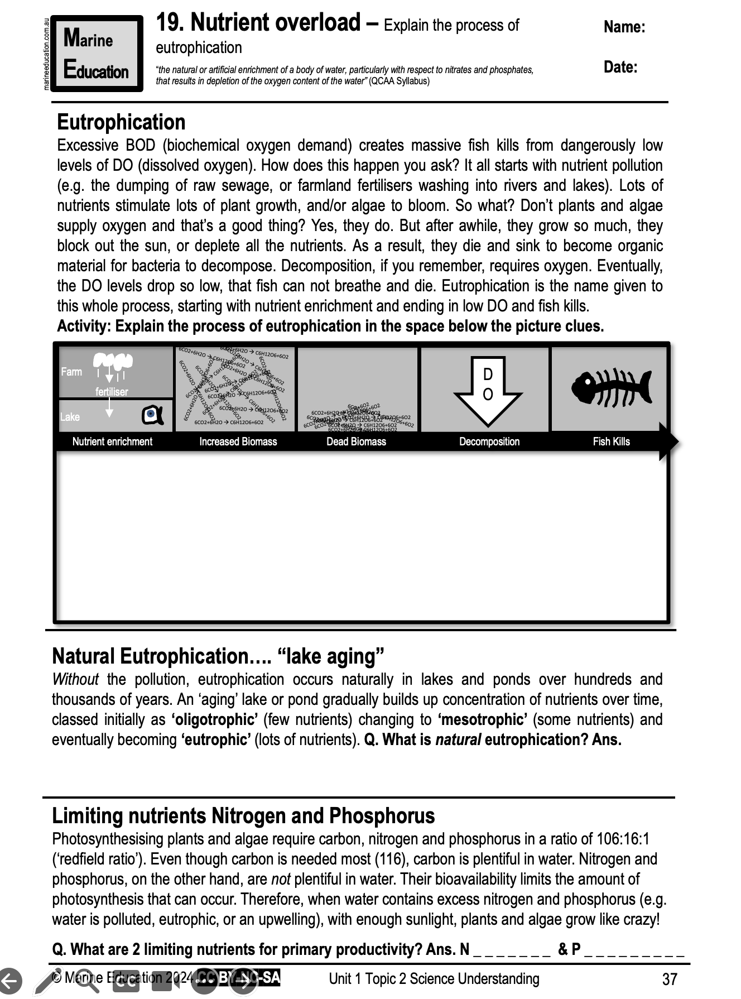 marineeducation.com.au
Marine
Education
19. Nutrient overload – Explain the process of
eutrophication
“the natural or artificial enrichment of a body of water, particularly with respect to nitrates and phosphates,
that results in depletion of the oxygen content of the water” (QCAA Syllabus)
Name:
Date:
Eutrophication
Excessive BOD (biochemical oxygen demand) creates massive fish kills from dangerously low
levels of DO (dissolved oxygen). How does this happen you ask? It all starts with nutrient pollution
(e.g. the dumping of raw sewage, or farmland fertilisers washing into rivers and lakes). Lots of
nutrients stimulate lots of plant growth, and/or algae to bloom. So what? Don’t plants and algae
supply oxygen and that’s a good thing? Yes, they do. But after awhile, they grow so much, they
block out the sun, or deplete all the nutrients. As a result, they die and sink to become organic
material for bacteria to decompose. Decomposition, if you remember, requires oxygen. Eventually,
the DO levels drop so low, that fish can not breathe and die. Eutrophication is the name given to
this whole process, starting with nutrient enrichment and ending in low DO and fish kills.
Activity: Explain the process of eutrophication in the space below the picture clues.
Farm
fertiliser
Lake
6CO2+6H2O → C6H12O6+6O2
6CO2+6H2O → C6H12O6+6O2
D
O
Nutrient enrichment
Increased Biomass
Dead Biomass
Decomposition
Fish Kills
Natural Eutrophication…. “lake aging”
Without the pollution, eutrophication occurs naturally in lakes and ponds over hundreds and
thousands of years. An ‘aging’ lake or pond gradually builds up concentration of nutrients over time,
classed initially as ‘oligotrophic’ (few nutrients) changing to ‘mesotrophic’ (some nutrients) and
eventually becoming ‘eutrophic’ (lots of nutrients). Q. What is natural eutrophication? Ans.
Limiting nutrients Nitrogen and Phosphorus
Photosynthesising plants and algae require carbon, nitrogen and phosphorus in a ratio of 106:16:1
(‘redfield ratio’). Even though carbon is needed most (116), carbon is plentiful in water. Nitrogen and
phosphorus, on the other hand, are not plentiful in water. Their bioavailability limits the amount of
photosynthesis that can occur. Therefore, when water contains excess nitrogen and phosphorus (e.g.
water is polluted, eutrophic, or an upwelling), with enough sunlight, plants and algae grow like crazy!
Q. What are 2 limiting nutrients for primary productivity? Ans. N _ _ _ _ _ _ _ & P _ _ _ _ _ _ _ _ _
© Marine Education 2024 CC BY-NC-SA
Unit 1 Topic 2 Science Understanding
37